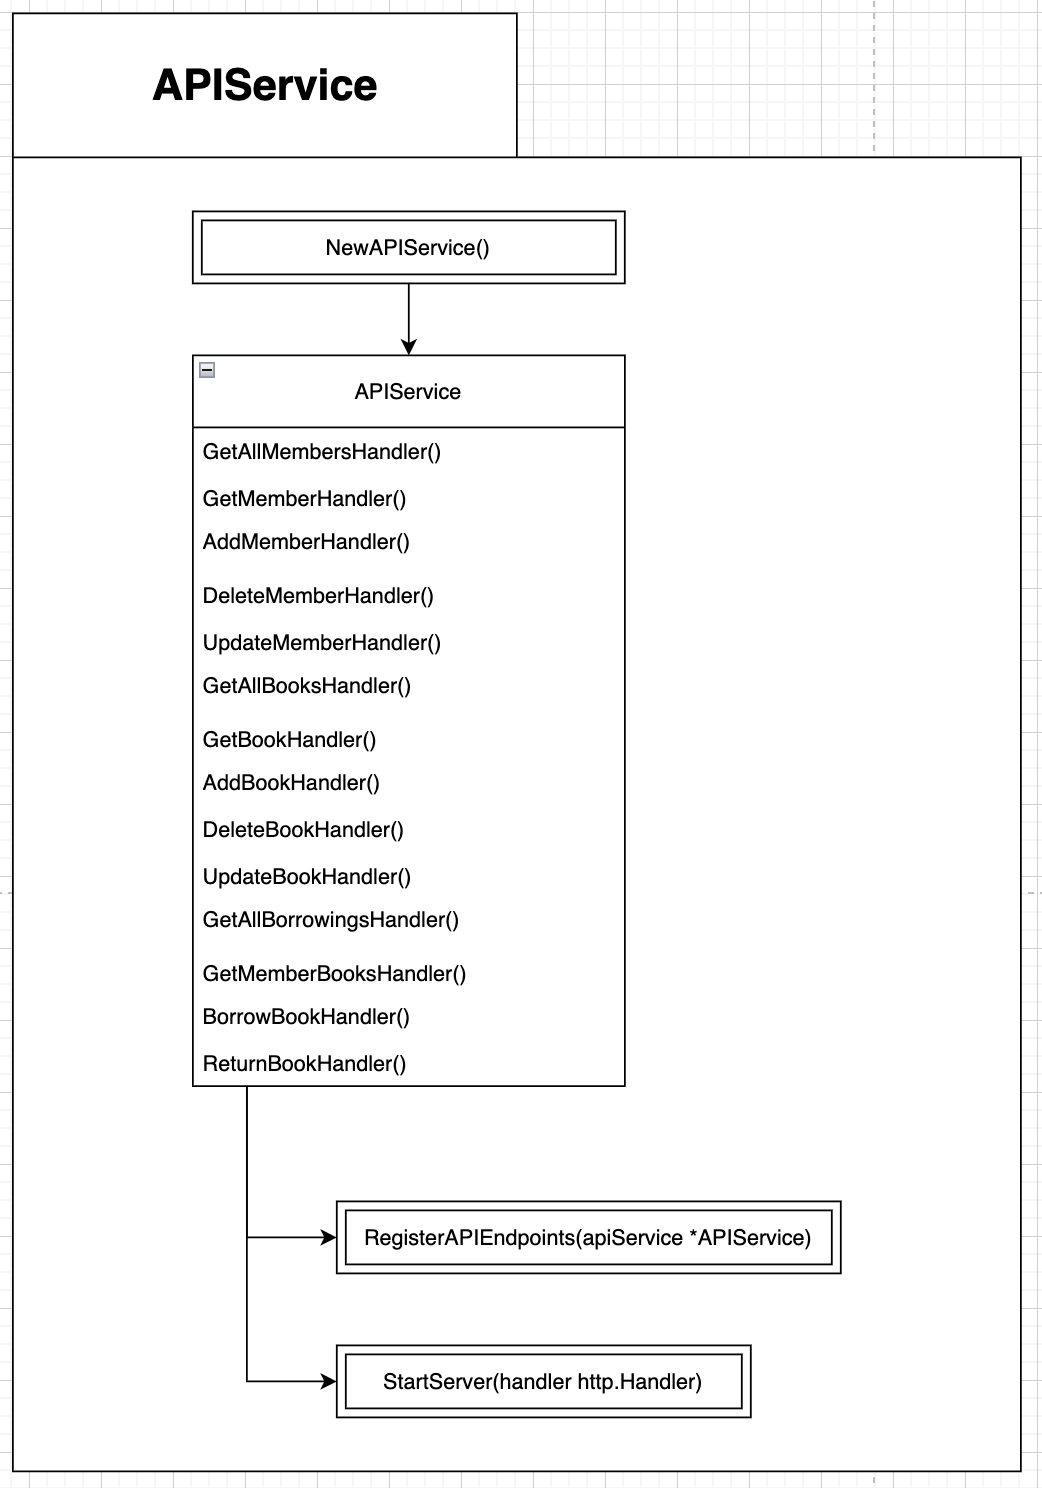 APIService
NewAPIService()
APIService
GetAllMembersHandler()
GetMemberHandler()
AddMemberHandler()
DeleteMemberHandler()
UpdateMemberHandler()
GetAllBooksHandler()
GetBookHandler()
AddBookHandler()
DeleteBookHandler()
UpdateBookHandler()
GetAllBorrowingsHandler()
GetMemberBooksHandler()
BorrowBookHandler()
ReturnBookHandler()
RegisterAPIEndpoints(apiService *APIService)
StartServer(handler http.Handler)